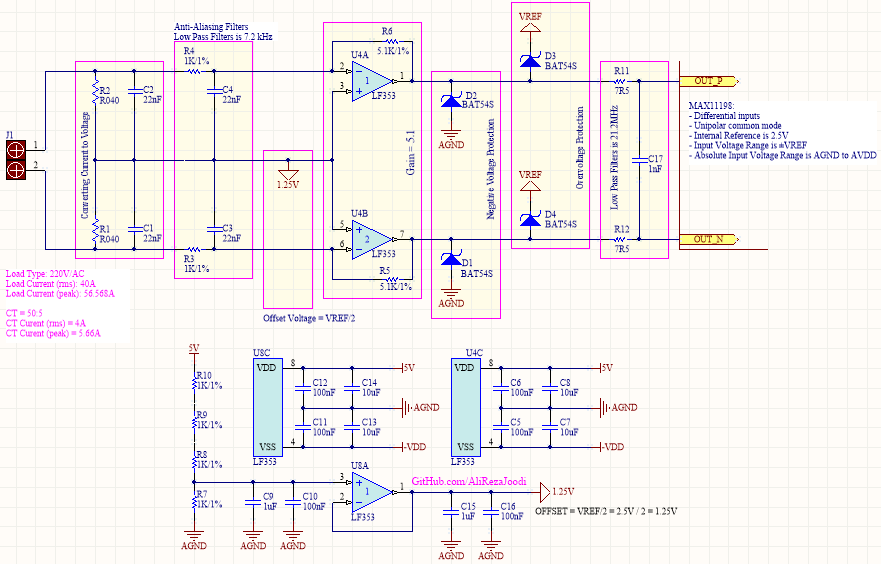 Anti-Aliasing Filters
Low Pass Filters is 7.2 kHz
VREF
R6
5.1K/1%
R4
1K/1%
U4A
2
3
1
LF353
D3
BAT54S
R2
R040
C2
22nF
C4
22nF
D2
BAT54S
AGND
R11
7R5
OUT_P
MAX11198:
- Differential inputs
- Unipolar common mode
- Internal Reference is 2.5V
- Input Voltage Range is ±VREF
- Absolute Input Voltage Range is AGND to AVDD
J1
1
2
Converting Current to Voltage
Gain = 5.1
Negative Voltage Protection
Overvoltage Protection
Low Pass Filters is 21.2MHz
C17
1nF
1.25V
VREF
R1
R040
C1
22nF
C3
22nF
U4B
5
6
7
2
LF353
D4
BAT54S
R12
7R5
OUT_N
R3
1K/1%
R5
5.1K/1%
D1
BAT54S
AGND
Load Type: 220V/AC
Load Current (rms): 40A
Load Current (peak): 56.568A
CT = 50:5
CT Curent (rms) = 4A
CT Curent (peak) = 5.66A
Offset Voltage = VREF/2
5V
R10
1K/1%
R9
1K/1%
R8
1K/1%
R7
1K/1%
AGND
U8C
VDD
8
VSS
4
LF353
C12
100nF
C14
10uF
C11
100nF
C13
10uF
5V
AGND
-VDD
U4C
VDD
8
VSS
4
LF353
C6
100nF
C8
10uF
C5
100nF
C7
10uF
5V
AGND
-VDD
U8A
3
2
1
1
LF353
GitHub.com/AliRezaJoodi
C9
1uF
AGND
C10
100nF
AGND
C15
1uF
AGND
C16
100nF
AGND
1.25V
OFFSET = VREF/2 = 2.5V / 2 = 1.25V